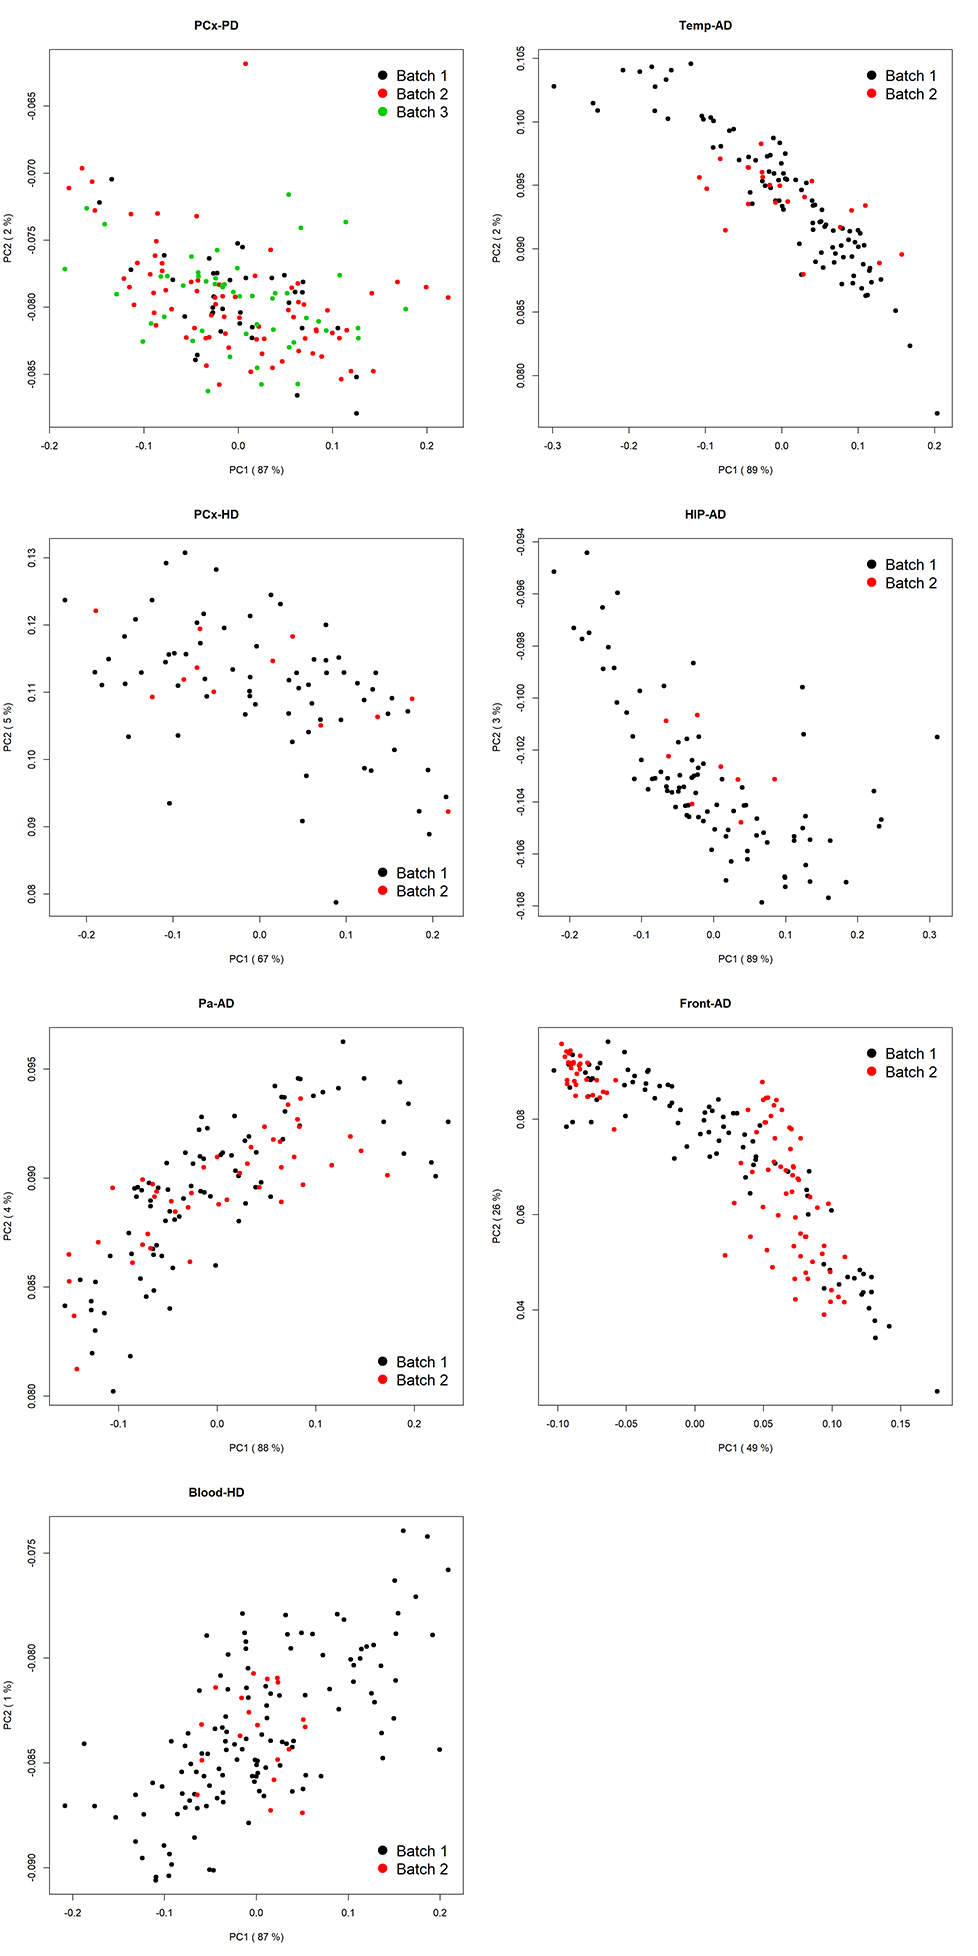 PCx-PD
Batch 1
Batch 2
Batch 3
PC2 ( 2 %)
-0.065
-0.070
-0.075
-0.080
-0.085
-0.2 -0.1 0.0 0.1 0.2
PC1 ( 87 %)
Temp-AD
Batch 1
Batch 2
PC2 ( 2 %)
0.105
0.100
0.095
0.090
0.085
0.080
-0.3 -0.2 -0.1 0.0 0.1 0.2
PC1 ( 89 %)
PCx-HD
Batch 1
Batch 2
PC2 ( 5 %)
0.13
0.12
0.11
0.10
0.09
0.08
-0.2 -0.1 0.0 0.1 0.2
PC1 ( 67 %)
HIP-AD
Batch 1
Batch 2
PC2 ( 3 %)
-0.094
-0.096
-0.098
-0.100
-0.102
-0.104
-0.106
-0.108
-0.2 -0.1 0.0 0.1 0.2 0.3
PC1 ( 89 %)
Pa-AD
Batch 1
Batch 2
PC2 ( 4 %)
0.095
0.090
0.085
0.080
-0.1 0.0 0.1 0.2
PC1 ( 88 %)
Front-AD
Batch 1
Batch 2
PC2 ( 26 %)
0.08
0.06
0.04
-0.10 -0.05 0.00 0.05 0.10 0.15
PC1 ( 49 %)
Blood-HD
Batch 1
Batch 2
PC2 ( 1 %)
-0.075
-0.080
-0.085
-0.090
-0.2 -0.1 0.0 0.1 0.2
PC1 ( 87 %)